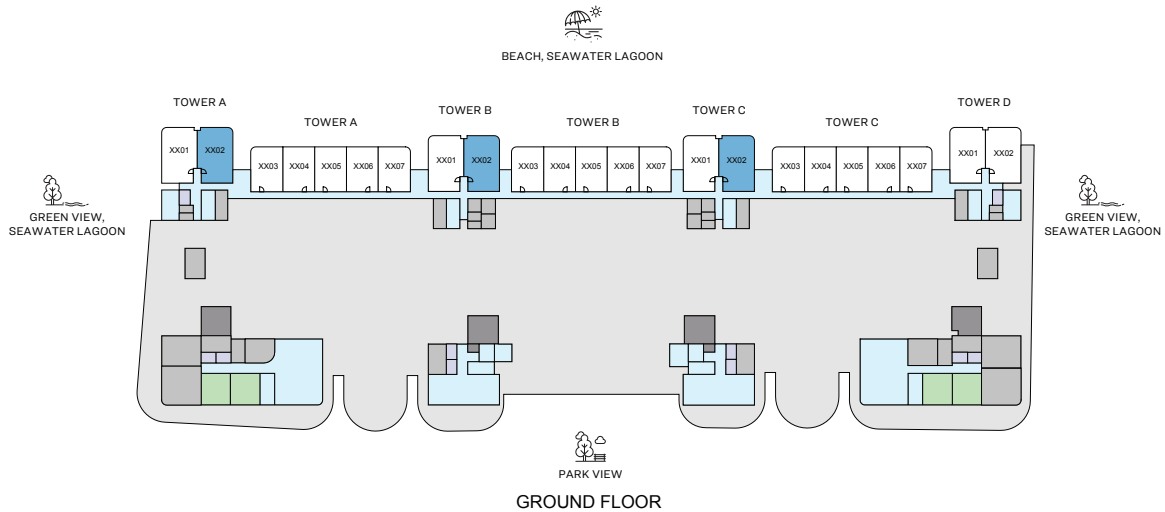 BEACH, SEAWATER LAGOON
TOWER A
TOWER A
TOWER B
TOWER B
TOWER C
TOWER C
TOWER D
XX01
XX02
XX03
XX04
XX05
XX06
XX07
XX01
XX02
XX03
XX04
XX05
XX06
XX07
XX01
XX02
XX03
XX04
XX05
XX06
XX07
XX01
XX02
GREEN VIEW,
SEAWATER LAGOON
GREEN VIEW,
SEAWATER LAGOON
PARK VIEW
GROUND FLOOR